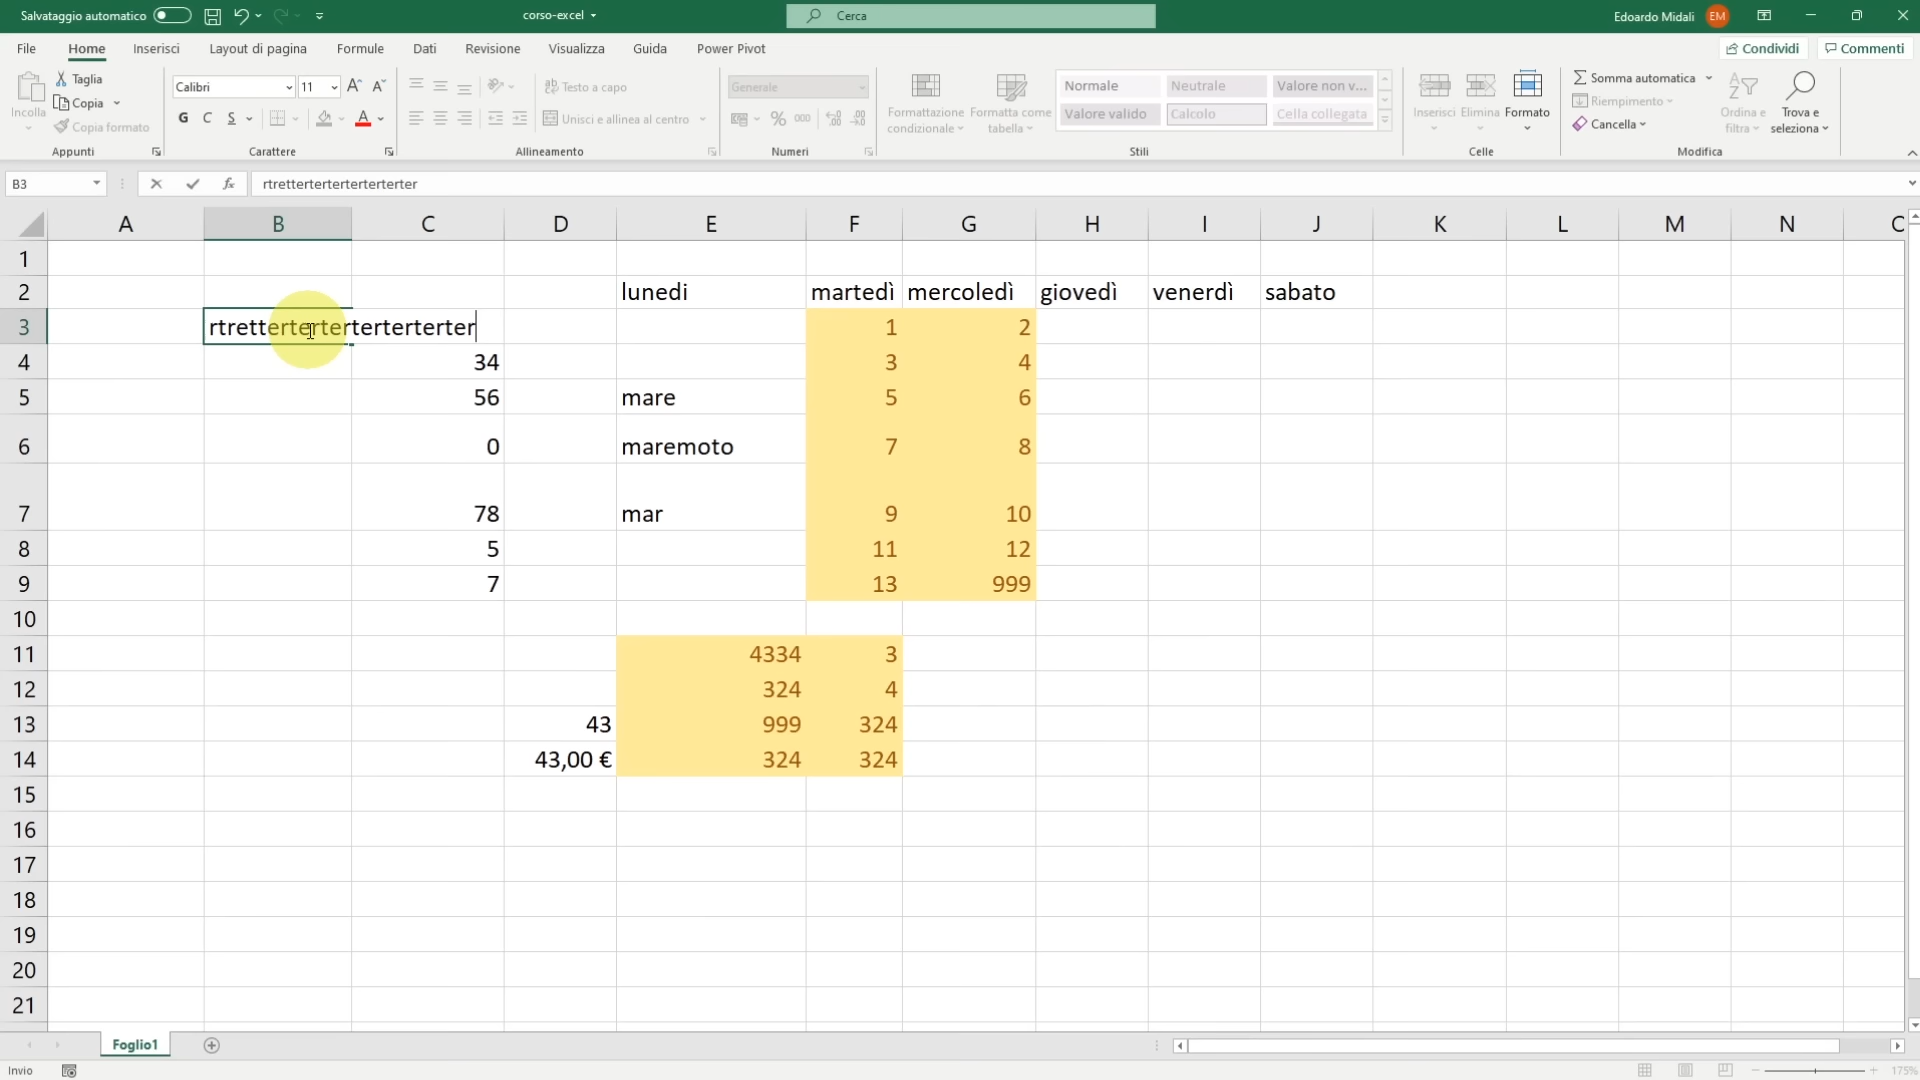 Salvataggio automatico
corso-excel
Cerca
Edoardo Midali
EM
File
Home
Inserisci
Layout di pagina
Formule
Dati
Revisione
Visualizza
Guida
Power Pivot
Condividi
Commenti
Incolla
Taglia
Copia
Copia formato
Appunti
Calibri
11
A A
G C S A
Carattere
Testo a capo
Unisci e allinea al centro
Allineamento
Generale
% 000
Numeri
Formattazione condizionale
Formatta come tabella
Normale
Neutrale
Valore non v...
Valore valido
Calcolo
Cella collegata
Stili
Inserisci
Elimina
Formato
Celle
Somma automatica
Riempimento
Cancella
Ordina e filtra
Trova e seleziona
Modifica
B3
fx
rtretterterterterterterter
A B C D E F G H I J K L M N C
1
2 lunedi martedì mercoledì giovedì venerdì sabato
3 rtretterterterterterterter 1 2
4 34 3 4
5 56 mare 5 6
6 0 maremoto 7 8
7 78 mar 9 10
8 5 11 12
9 7 13 999
10
11 4334 3
12 324 4
13 43 999 324
14 43,00 € 324 324
15
16
17
18
19
20
21
Foglio1
Invio
175%